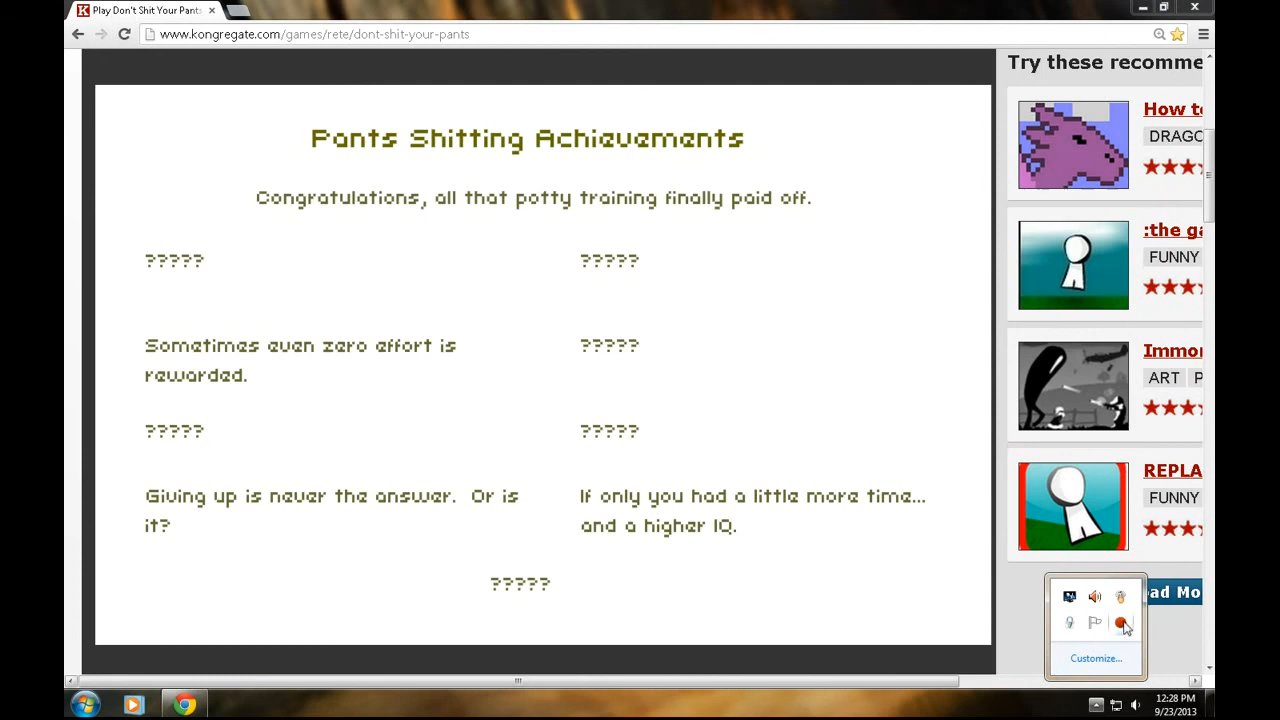 Play Don't Shit Your Pants
www.kongregate.com/games/rete/dont-shit-your-pants
Try these recomme
Pants Shitting Achievements
Congratulations, all that potty training finally paid off.
?????
?????
Sometimes even zero effort is
rewarded.
?????
?????
?????
Giving up is never the answer.  Or is
it?
If only you had a little more time...
and a higher IQ.
?????
How to
DRAGO
:the ga
FUNNY
Immor
ART P
REPLA
FUNNY
ad Mo
Customize...
12:28 PM
9/23/2013